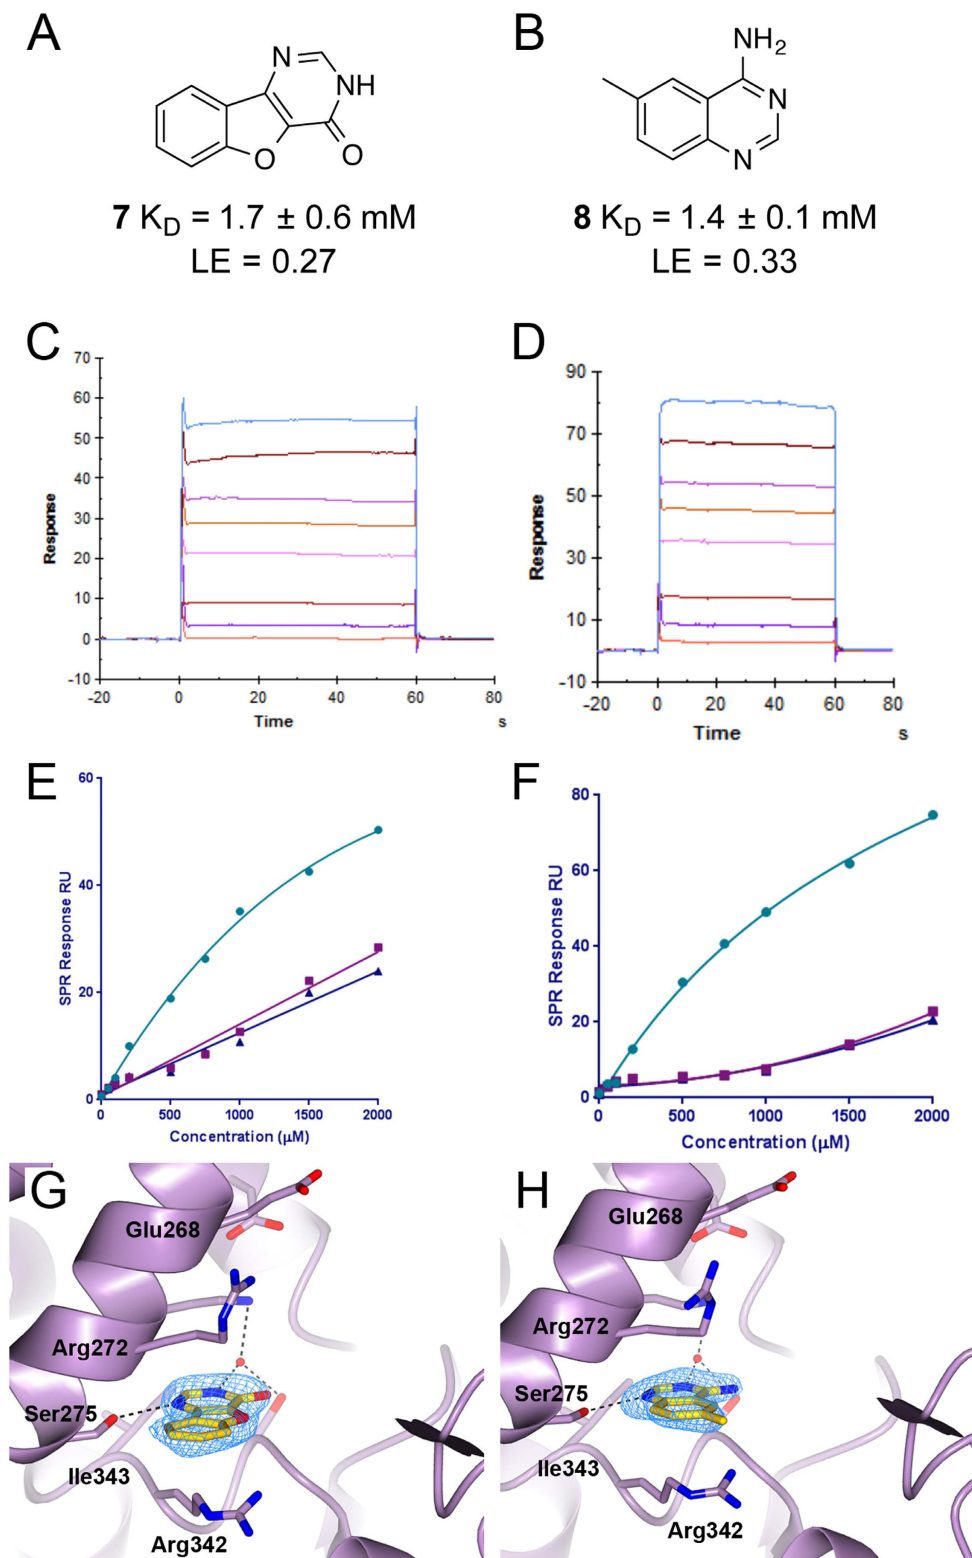 A
B
N
NH
O
O
NH2
N
N
7 KD = 1.7 ± 0.6 mM
LE = 0.27
8 KD = 1.4 ± 0.1 mM
LE = 0.33
C
70
60
50
40
30
20
10
0
-10
-20
0
20
40
60
80
Response
Time
s
D
90
70
50
30
10
-10
-20
0
20
40
60
80
Response
Time
s
E
60
40
20
0
0
500
1000
1500
2000
SPR Response RU
Concentration (µM)
F
80
60
40
20
0
0
500
1000
1500
2000
SPR Response RU
Concentration (µM)
G
Glu268
Arg272
Ser275
Ile343
Arg342
H
Glu268
Arg272
Ser275
Ile343
Arg342